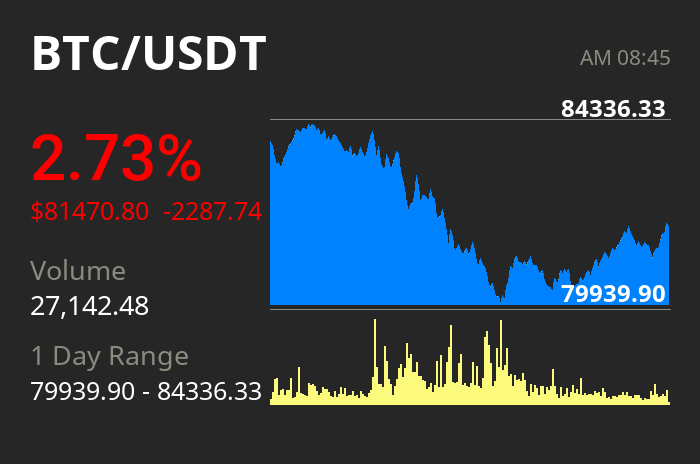 BTC/USDT
AM 08:45
84336.33
2.73%
$81470.80 -2287.74
Volume
27,142.48
79939.90
1 Day Range
79939.90 - 84336.33